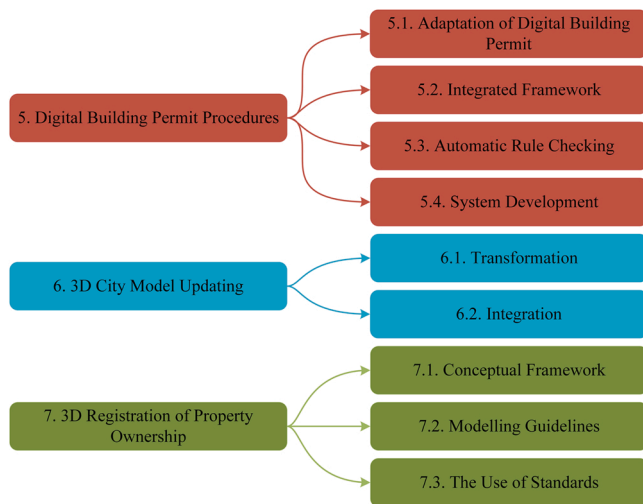 5. Digital Building Permit Procedures
5.1. Adaptation of Digital Building
Permit
5.2. Integrated Framework
5.3. Automatic Rule Checking
5.4. System Development
6. 3D City Model Updating
6.1. Transformation
6.2. Integration
7. 3D Registration of Property
Ownership
7.1. Conceptual Framework
7.2. Modelling Guidelines
7.3. The Use of Standards